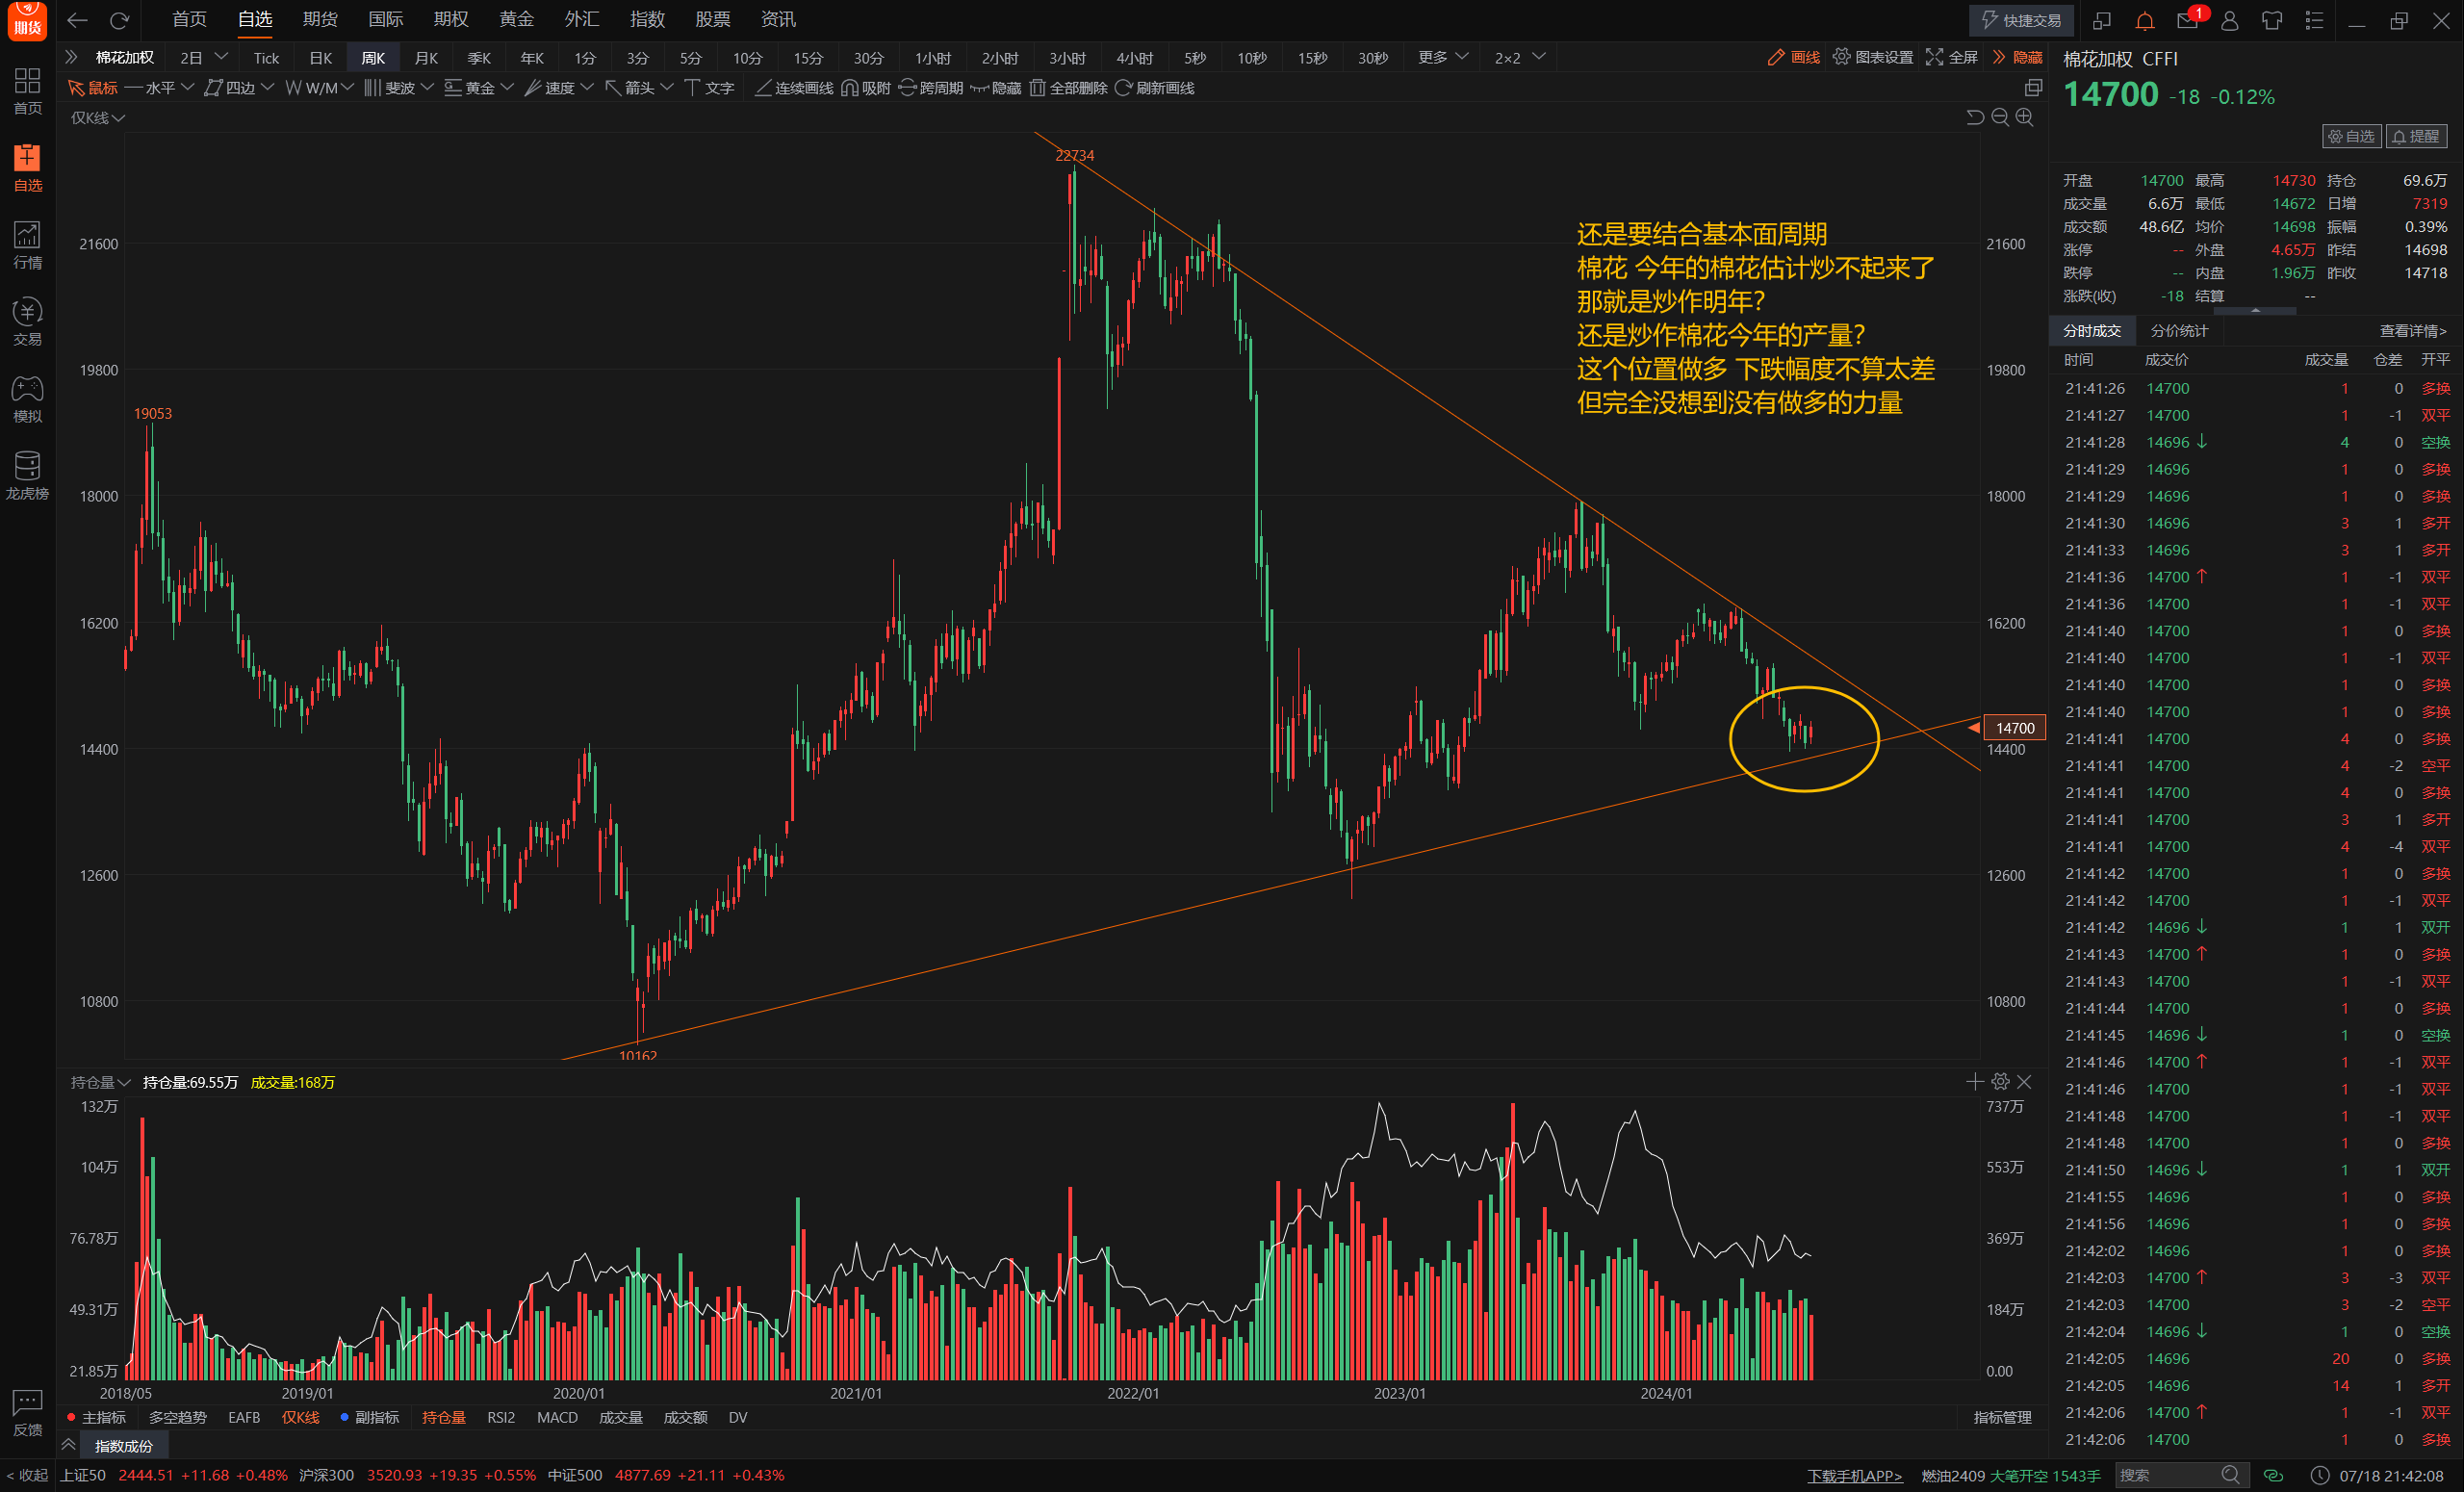 期货
首页 自选 期货 国际 期权 黄金 外汇 指数 股票 资讯
快捷交易
1
棉花加权 2日 Tick 日K 周K 月K 季K 年K 1分 3分 5分 10分 15分 30分 1小时 2小时 3小时 4小时 5秒 10秒 15秒 30秒 更多 2×2
画线 图表设置 全屏 隐藏
鼠标 水平 四边 W/M 斐波 黄金 速度 箭头 文字 连续画线 吸附 跨周期 隐藏 全部删除 刷新画线
仅K线
首页
自选
行情
交易
模拟
龙虎榜
反馈
< 收起
22734
19053
10162
21600
19800
18000
16200
14400
12600
10800
还是要结合基本面周期
棉花 今年的棉花估计炒不起来了
那就是炒作明年?
还是炒作棉花今年的产量?
这个位置做多 下跌幅度不算太差
但完全没想到没有做多的力量
21600
19800
18000
16200
14700
14400
12600
10800
持仓量 持仓量:69.55万 成交量:168万
132万
104万
76.78万
49.31万
21.85万
737万
553万
369万
184万
0.00
2018/05 2019/01 2020/01 2021/01 2022/01 2023/01 2024/01
主指标 多空趋势 EAFB 仅K线 副指标 持仓量 RSI2 MACD 成交量 成交额 DV 指标管理
指数成份
棉花加权 CFFI
14700 -18 -0.12%
自选 提醒
开盘 14700 最高 14730 持仓 69.6万
成交量 6.6万 最低 14672 日增 7319
成交额 48.6亿 均价 14698 振幅 0.39%
涨停 -- 外盘 4.65万 昨结 14698
跌停 -- 内盘 1.96万 昨收 14718
涨跌(收) -18 结算 --
分时成交 分价统计 查看详情>
时间 成交价 成交量 仓差 开平
21:41:26 14700 1 0 多换
21:41:27 14700 1 -1 双平
21:41:28 14696↓ 4 0 空换
21:41:29 14696 1 0 多换
21:41:29 14696 1 0 多换
21:41:30 14696 3 1 多开
21:41:33 14696 3 1 多开
21:41:36 14700↑ 1 -1 双平
21:41:36 14700 1 -1 双平
21:41:40 14700 1 0 多换
21:41:40 14700 1 -1 双平
21:41:40 14700 1 0 多换
21:41:40 14700 1 0 多换
21:41:41 14700 4 0 多换
21:41:41 14700 4 -2 空平
21:41:41 14700 4 0 多换
21:41:41 14700 3 1 多开
21:41:41 14700 4 -4 双平
21:41:42 14700 1 0 多换
21:41:42 14700 1 -1 双平
21:41:42 14696↓ 1 1 双开
21:41:43 14700↑ 1 0 多换
21:41:43 14700 1 -1 双平
21:41:44 14700 1 0 多换
21:41:45 14696↓ 1 0 空换
21:41:46 14700↑ 1 -1 双平
21:41:46 14700 1 -1 双平
21:41:48 14700 1 -1 双平
21:41:48 14700 1 0 多换
21:41:50 14696↓ 1 1 双开
21:41:55 14696 1 0 多换
21:41:56 14696 1 0 多换
21:42:02 14696 1 0 多换
21:42:03 14700↑ 3 -3 双平
21:42:03 14700 3 -2 空平
21:42:04 14696↓ 1 0 空换
21:42:05 14696 20 0 多换
21:42:05 14696 14 1 多开
21:42:06 14700↑ 1 -1 双平
21:42:06 14700 1 0 多换
上证50 2444.51 +11.68 +0.48% 沪深300 3520.93 +19.35 +0.55% 中证500 4877.69 +21.11 +0.43%
下载手机APP> 燃油2409 大笔开空 1543手 搜索 07/18 21:42:08